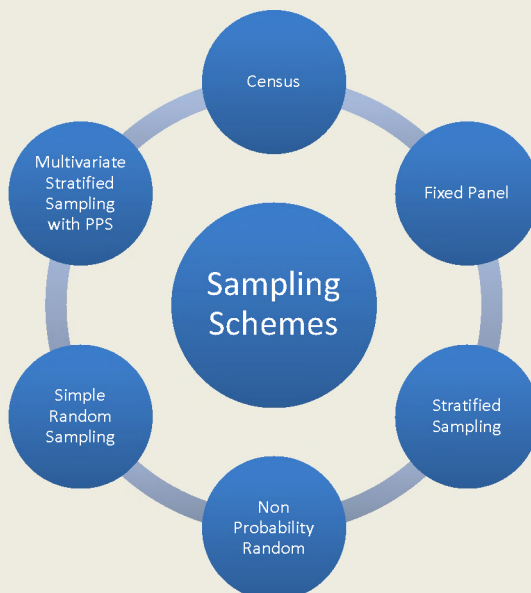 Census
Fixed Panel
Stratified
Sampling
Non
Probability
Random
Simple
Random
Sampling
Multivariate
Stratified
Sampling
with PPS
Sampling
Schemes